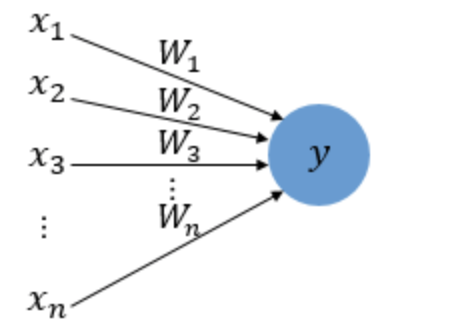 x₁
W₁
x₂
W₂
x₃
W₃
y
⋮
⋮
Wₙ
xₙ